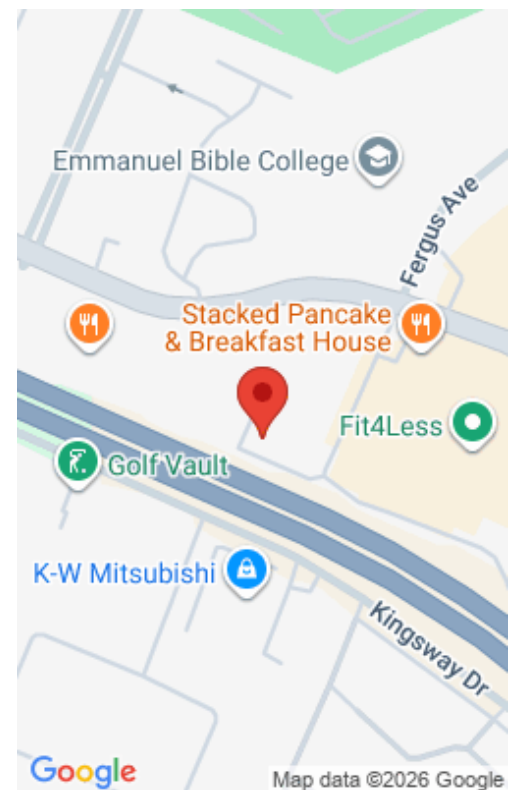 Emmanuel Bible College
Fergus Ave
Stacked Pancake
& Breakfast House
Fit4Less
Golf Vault
K-W Mitsubishi
Kingsway Dr
Google
Map data ©2026 Google